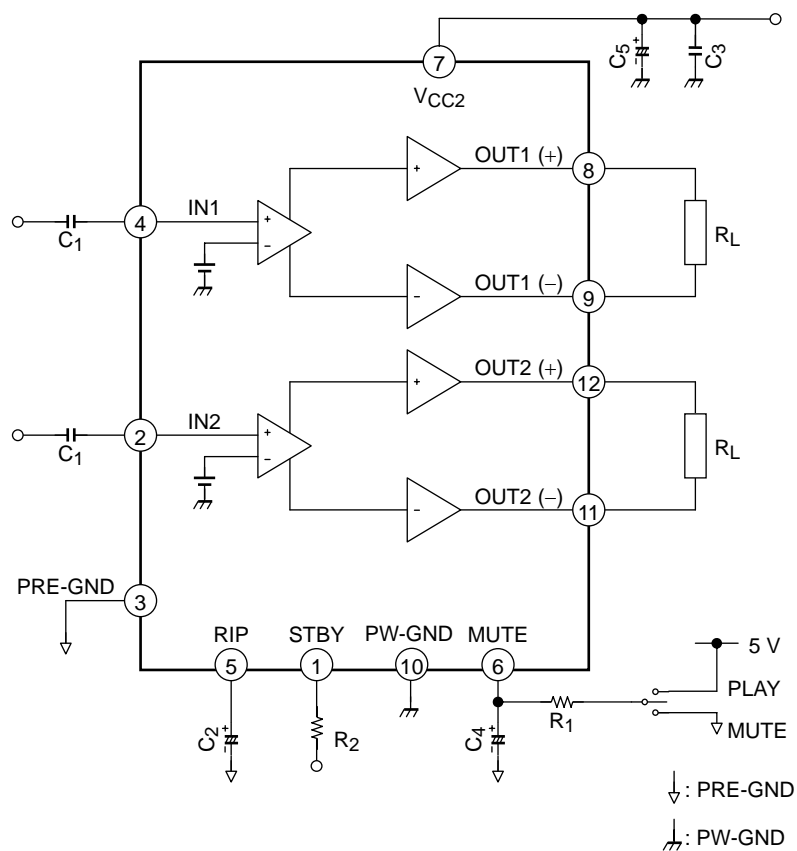 C5
C3
7
VCC2
OUT1 (+)
8
+
IN1
4
C1
+
−
RL
OUT1 (−)
9
−
OUT2 (+)
12
+
IN2
2
C1
+
−
RL
OUT2 (−)
11
−
PRE-GND
3
RIP
STBY
PW-GND
MUTE
5
1
10
6
5 V
PLAY
R1
MUTE
C2
R2
C4
: PRE-GND
: PW-GND